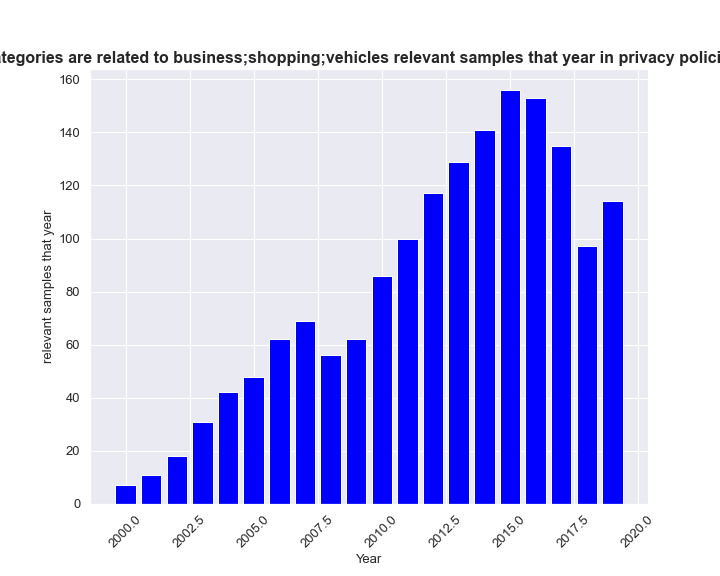 ategories are related to business;shopping;vehicles relevant samples that year in privacy polici
160
140
120
100
80
60
40
20
0
relevant samples that year
2000.0 2002.5 2005.0 2007.5 2010.0 2012.5 2015.0 2017.5 2020.0
Year